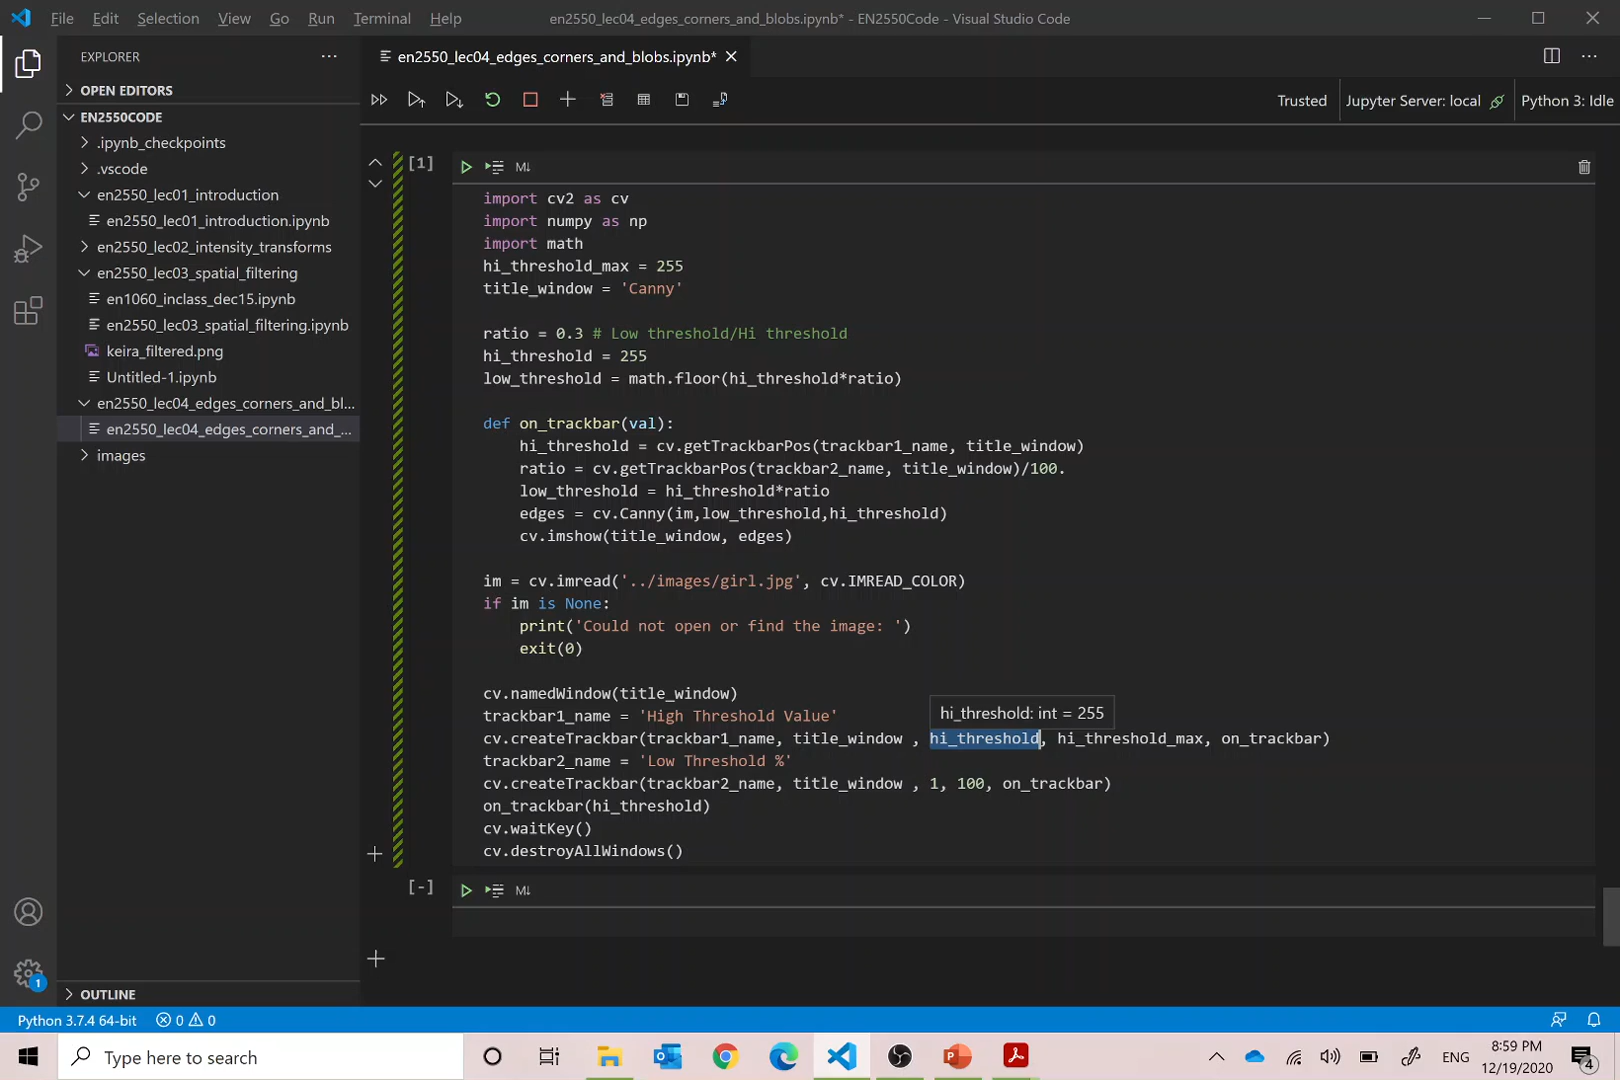 File Edit Selection View Go Run Terminal Help en2550_lec04_edges_corners_and_blobs.ipynb* - EN2550Code - Visual Studio Code
EXPLORER
en2550_lec04_edges_corners_and_blobs.ipynb*
OPEN EDITORS
EN2550CODE
.ipynb_checkpoints
.vscode
en2550_lec01_introduction
en2550_lec01_introduction.ipynb
en2550_lec02_intensity_transforms
en2550_lec03_spatial_filtering
en1060_inclass_dec15.ipynb
en2550_lec03_spatial_filtering.ipynb
keira_filtered.png
Untitled-1.ipynb
en2550_lec04_edges_corners_and_bl...
en2550_lec04_edges_corners_and_...
images
OUTLINE
Trusted Jupyter Server: local Python 3: Idle
[1] M↓
import cv2 as cv
import numpy as np
import math
hi_threshold_max = 255
title_window = 'Canny'
ratio = 0.3 # Low threshold/Hi threshold
hi_threshold = 255
low_threshold = math.floor(hi_threshold*ratio)
def on_trackbar(val):
hi_threshold = cv.getTrackbarPos(trackbar1_name, title_window)
ratio = cv.getTrackbarPos(trackbar2_name, title_window)/100.
low_threshold = hi_threshold*ratio
edges = cv.Canny(im,low_threshold,hi_threshold)
cv.imshow(title_window, edges)
im = cv.imread('../images/girl.jpg', cv.IMREAD_COLOR)
if im is None:
print('Could not open or find the image: ')
exit(0)
cv.namedWindow(title_window)
trackbar1_name = 'High Threshold Value'
hi_threshold: int = 255
cv.createTrackbar(trackbar1_name, title_window , hi_threshold, hi_threshold_max, on_trackbar)
trackbar2_name = 'Low Threshold %'
cv.createTrackbar(trackbar2_name, title_window , 1, 100, on_trackbar)
on_trackbar(hi_threshold)
cv.waitKey()
cv.destroyAllWindows()
[-] M↓
1
Python 3.7.4 64-bit 0 0
Type here to search
ENG
8:59 PM
12/19/2020
4